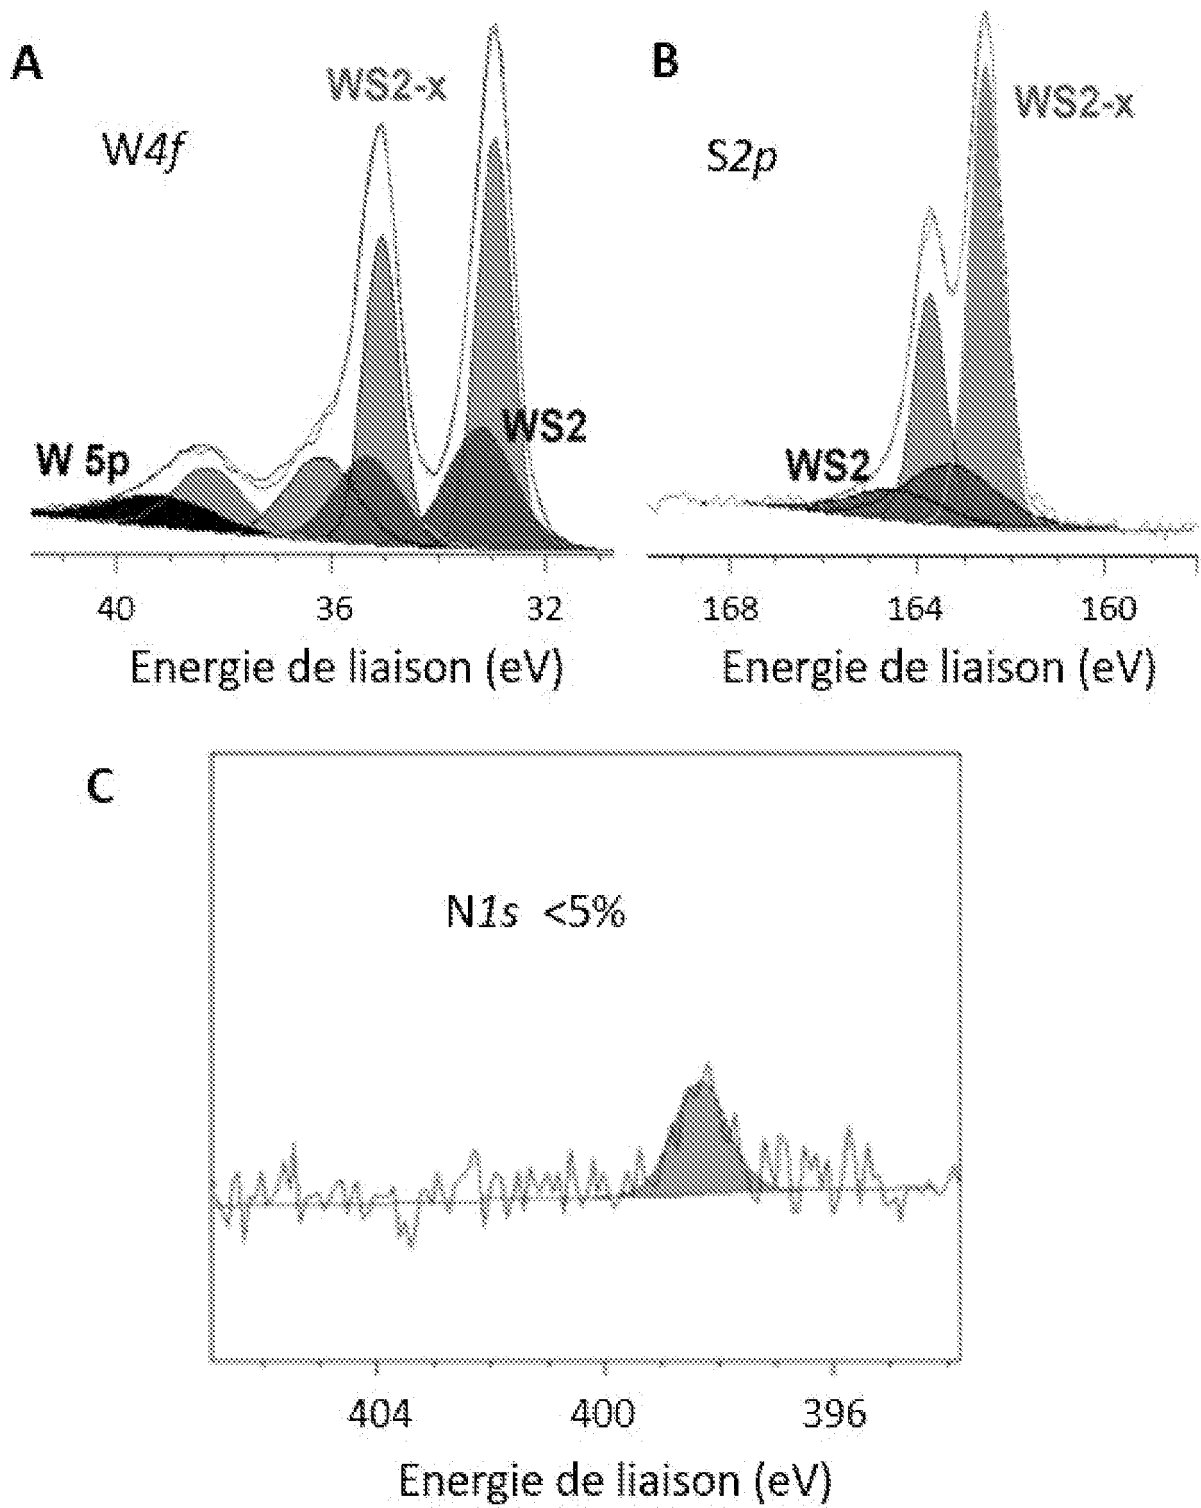 A
WS2-x
W4f
W 5p
WS2
40 36 32
Energie de liaison (eV)
B
WS2-x
S2p
WS2
168 164 160
Energie de liaison (eV)
C
N1s <5%
404 400 396
Energie de liaison (eV)